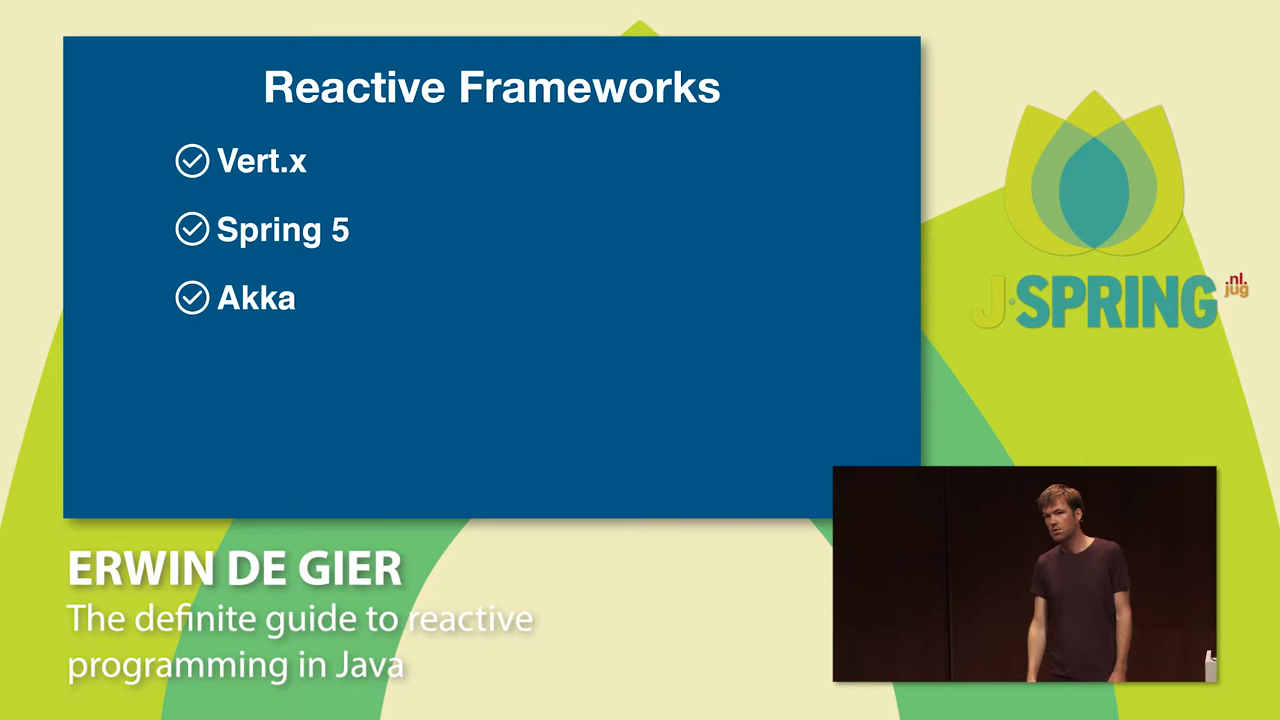 Reactive Frameworks
Vert.x
Spring 5
Akka
J·SPRING
.nl.
jug
ERWIN DE GIER
The definite guide to reactive
programming in Java